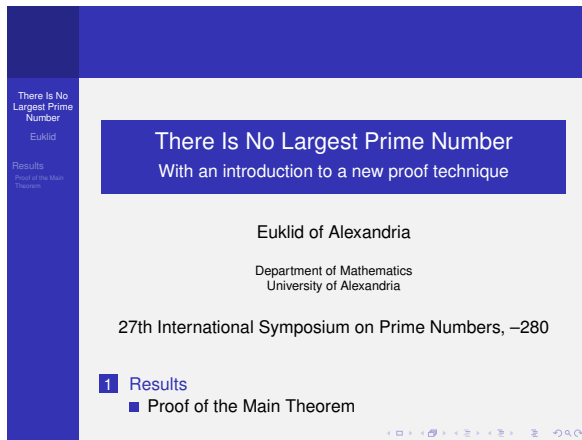 There Is No
Largest Prime
Number
Euklid
Results
Proof of the Main
Theorem
There Is No Largest Prime Number
With an introduction to a new proof technique
Euklid of Alexandria
Department of Mathematics
University of Alexandria
27th International Symposium on Prime Numbers, –280
1 Results
Proof of the Main Theorem